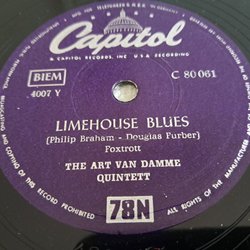 Capitol
A CAPITOL RECORDS, INC. U.S.A. RECORDING
BIEM
4007 Y
C 80 061
LIMEHOUSE BLUES
(Philip Braham - Douglas Furber)
Foxtrott
THE ART VAN DAMME
QUINTETT
78N